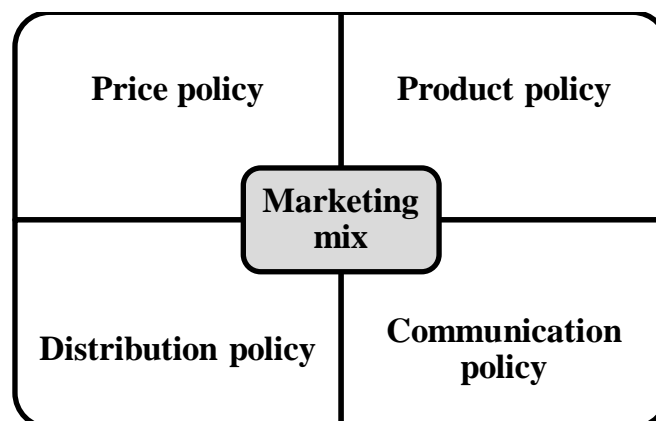 Price policy
Product policy
Marketing
mix
Distribution policy
Communication
policy